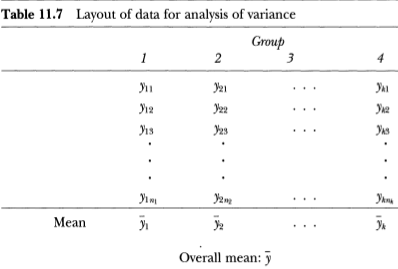 Table 11.7 Layout of data for analysis of variance
Group
1 2 3 4
y₁₁ y₂₁ . . . yₖ₁
y₁₂ y₂₂ . . . yₖ₂
y₁₃ y₂₃ . . . yₖ₃
. . .
. . .
. . .
y₁ₙ₁ y₂ₙ₂ . . . yₖₙₖ
Mean ȳ₁ ȳ₂ . . . ȳₖ
Overall mean: ȳ